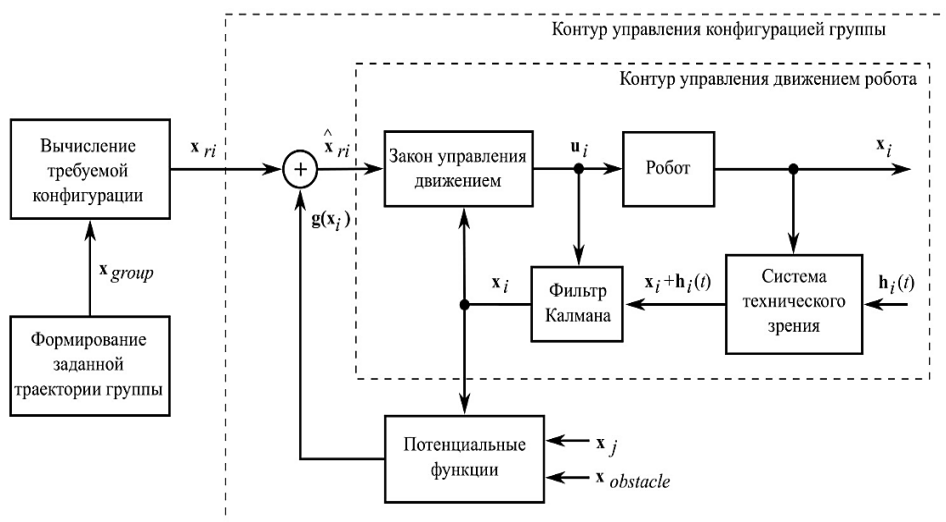 Контур управления конфигурацией группы
Контур управления движением робота
Вычисление
требуемой
конфигурации
x ri
+
x̂ ri
Закон управления
движением
u i
Робот
x i
g(x i)
x group
x i
Фильтр
Калмана
x i + h i (t)
Система
технического
зрения
h i (t)
Формирование
заданной
траектории группы
Потенциальные
функции
x j
x obstacle